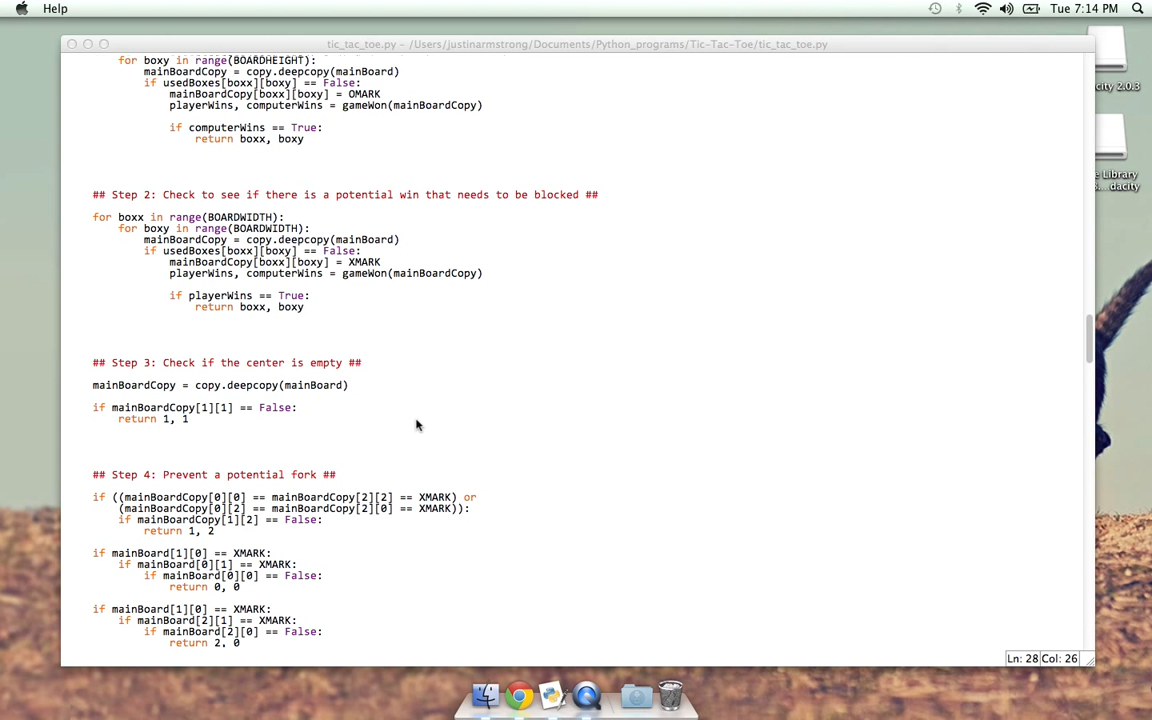 Help
Tue 7:14 PM
tic_tac_toe.py - /Users/justinarmstrong/Documents/Python_programs/Tic-Tac-Toe/tic_tac_toe.py
for boxy in range(BOARDHEIGHT):
mainBoardCopy = copy.deepcopy(mainBoard)
if usedBoxes[boxx][boxy] == False:
mainBoardCopy[boxx][boxy] = OMARK
playerWins, computerWins = gameWon(mainBoardCopy)
if computerWins == True:
return boxx, boxy
## Step 2: Check to see if there is a potential win that needs to be blocked ##
for boxx in range(BOARDWIDTH):
for boxy in range(BOARDWIDTH):
mainBoardCopy = copy.deepcopy(mainBoard)
if usedBoxes[boxx][boxy] == False:
mainBoardCopy[boxx][boxy] = XMARK
playerWins, computerWins = gameWon(mainBoardCopy)
if playerWins == True:
return boxx, boxy
## Step 3: Check if the center is empty ##
mainBoardCopy = copy.deepcopy(mainBoard)
if mainBoardCopy[1][1] == False:
return 1, 1
## Step 4: Prevent a potential fork ##
if ((mainBoardCopy[0][0] == mainBoardCopy[2][2] == XMARK) or
(mainBoardCopy[0][2] == mainBoardCopy[2][0] == XMARK)):
if mainBoardCopy[1][2] == False:
return 1, 2
if mainBoard[1][0] == XMARK:
if mainBoard[0][1] == XMARK:
if mainBoard[0][0] == False:
return 0, 0
if mainBoard[1][0] == XMARK:
if mainBoard[2][1] == XMARK:
if mainBoard[2][0] == False:
return 2, 0
Ln: 28 Col: 26
city 2.0.3
e Library
s....dacity